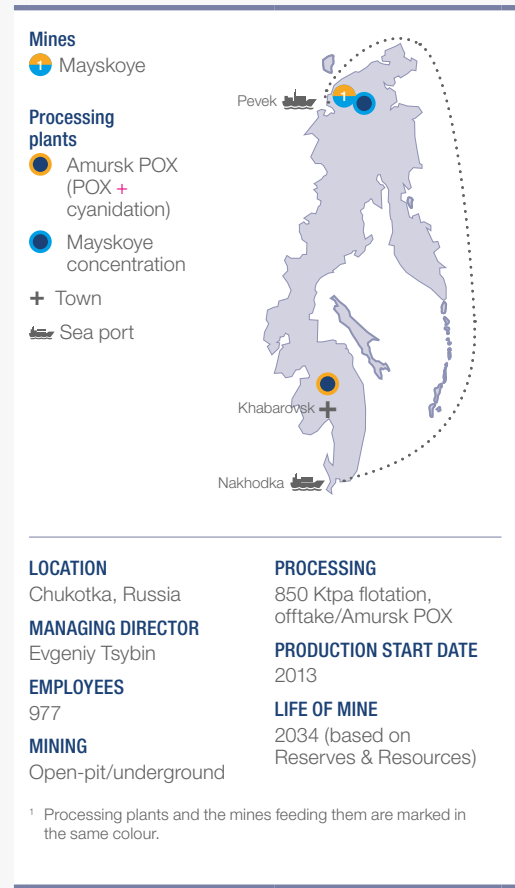 Mines
1 Mayskoye
Processing
plants
Amursk POX
(POX +
cyanidation)
Mayskoye
concentration
Town
Sea port
Pevek
1
Khabarovsk
Nakhodka
LOCATION
Chukotka, Russia
MANAGING DIRECTOR
Evgeniy Tsybin
EMPLOYEES
977
MINING
Open-pit/underground
PROCESSING
850 Ktpa flotation,
offtake/Amursk POX
PRODUCTION START DATE
2013
LIFE OF MINE
2034 (based on
Reserves & Resources)
1 Processing plants and the mines feeding them are marked in
the same colour.